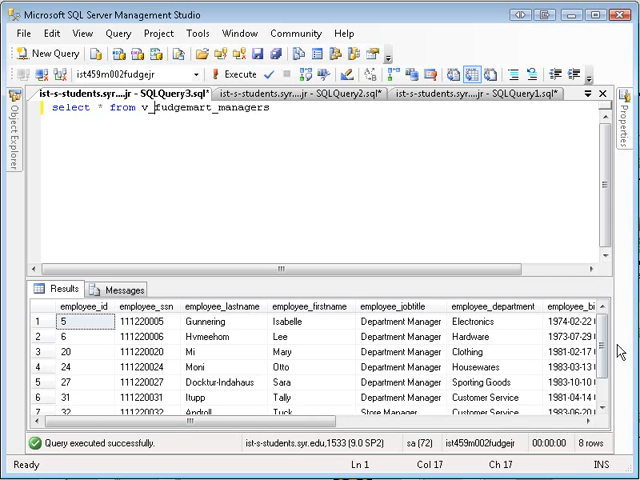 Microsoft SQL Server Management Studio
File Edit View Query Project Tools Window Community Help
New Query
ist459m002fudgejr Execute
ist-s-students.syr....jr - SQLQuery3.sql* ist-s-students.syr....jr - SQLQuery2.sql* ist-s-students.syr....jr - SQLQuery1.sql*
Object Explorer
Properties
select * from v_fudgemart_managers
Results Messages
employee_id employee_ssn employee_lastname employee_firstname employee_jobtitle employee_department employee_bi
1 5 111220005 Gunnering Isabelle Department Manager Electronics 1974-02-22
2 6 111220006 Hvmeehom Lee Department Manager Hardware 1973-07-29
3 20 111220020 Mi Mary Department Manager Clothing 1981-02-17
4 24 111220024 Moni Otto Department Manager Housewares 1983-03-13
5 27 111220027 Docktur-Indahaus Sara Department Manager Sporting Goods 1983-10-10
6 31 111220031 Itupp Tally Department Manager Customer Service 1981-04-14
7 32 111220032 Androll Tuck Store Manager Customer Service 1983-06-20
Query executed successfully. ist-s-students.syr.edu,1533 (9.0 SP2) sa (72) ist459m002fudgejr 00:00:00 8 rows
Ready Ln 1 Col 17 Ch 17 INS